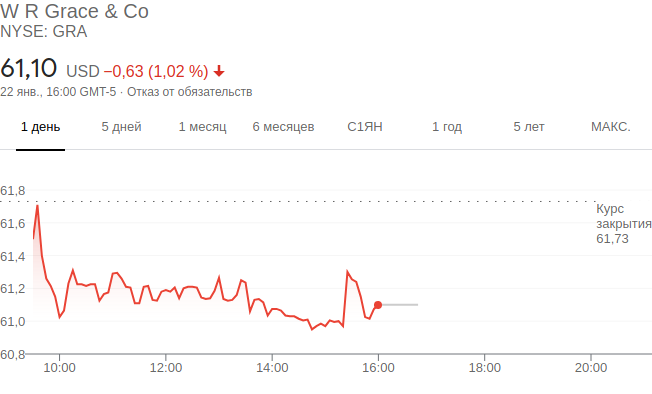 W R Grace & Co
NYSE: GRA
61,10 USD −0,63 (1,02 %) ↓
22 янв., 16:00 GMT-5 · Отказ от обязательств
1 день 5 дней 1 месяц 6 месяцев С1ЯН 1 год 5 лет МАКС.
61,8
Курс
закрытия
61,73
61,6
61,4
61,2
61,0
60,8
10:00 12:00 14:00 16:00 18:00 20:00